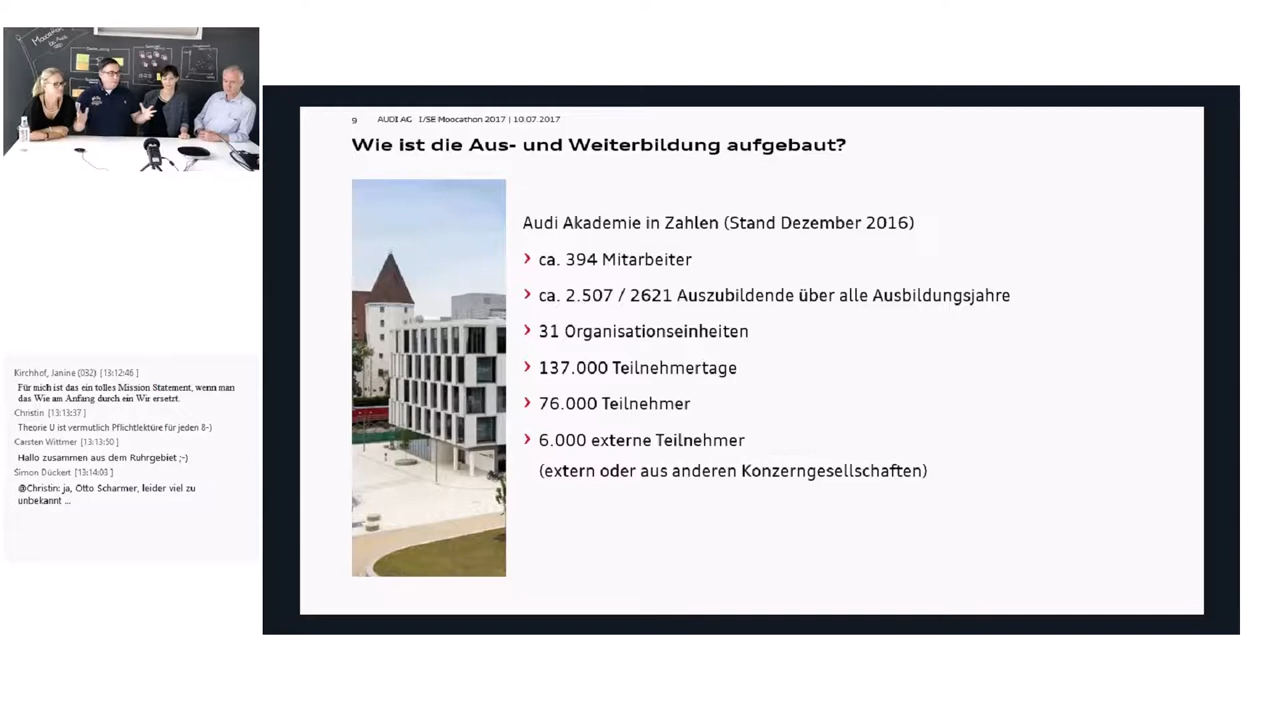 Moocathon
9 AUDI AG I/SE Moocathon 2017 | 10.07.2017
Wie ist die Aus- und Weiterbildung aufgebaut?
Audi Akademie in Zahlen (Stand Dezember 2016)
› ca. 394 Mitarbeiter
› ca. 2.507 / 2621 Auszubildende über alle Ausbildungsjahre
› 31 Organisationseinheiten
› 137.000 Teilnehmertage
› 76.000 Teilnehmer
› 6.000 externe Teilnehmer
(extern oder aus anderen Konzerngesellschaften)
Kirchhof, Janine (032) [13:12:46 ]
Für mich ist das ein tolles Mission Statement, wenn man
das Wie am Anfang durch ein Wir ersetzt.
Christin [13:13:37 ]
Theorie U ist vermutlich Pflichtlektüre für jeden 8-)
Carsten Wittmer [13:13:50 ]
Hallo zusammen aus dem Ruhrgebiet ;-)
Simon Dückert [13:14:03 ]
@Christin: ja, Otto Scharmer, leider viel zu
unbekannt ...